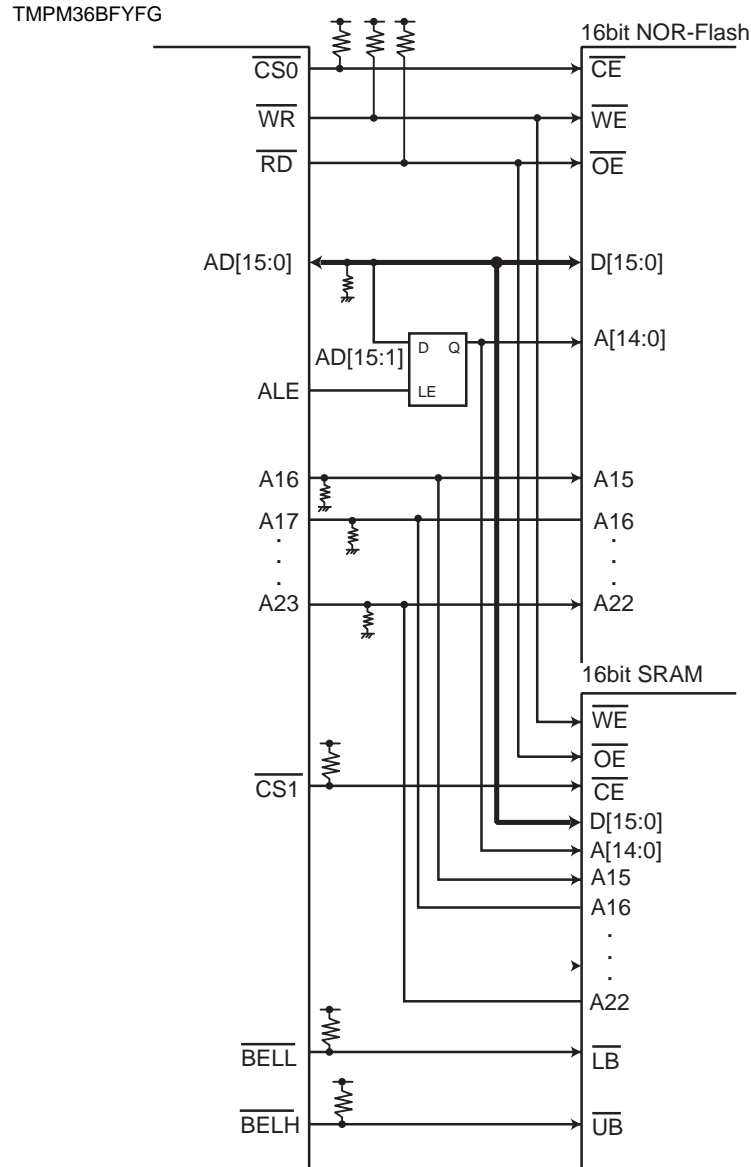 TMPM36BFYFG
16bit NOR-Flash
CS0
CE
WR
WE
RD
OE
AD[15:0]
D[15:0]
D Q
A[14:0]
AD[15:1]
ALE
LE
A16
A15
A17
A16
.
.
.
.
.
.
A23
A22
16bit SRAM
WE
OE
CS1
CE
D[15:0]
A[14:0]
A15
A16
.
.
.
A22
BELL
LB
BELH
UB